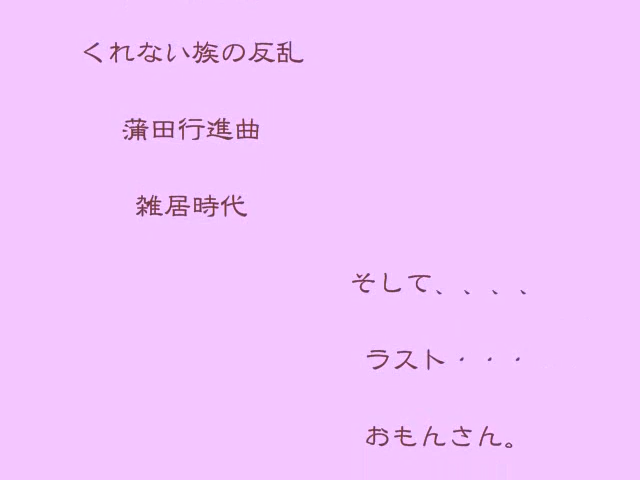 くれない族の反乱
蒲田行進曲
雑居時代
そして、、、、
ラスト・・・
おもんさん。